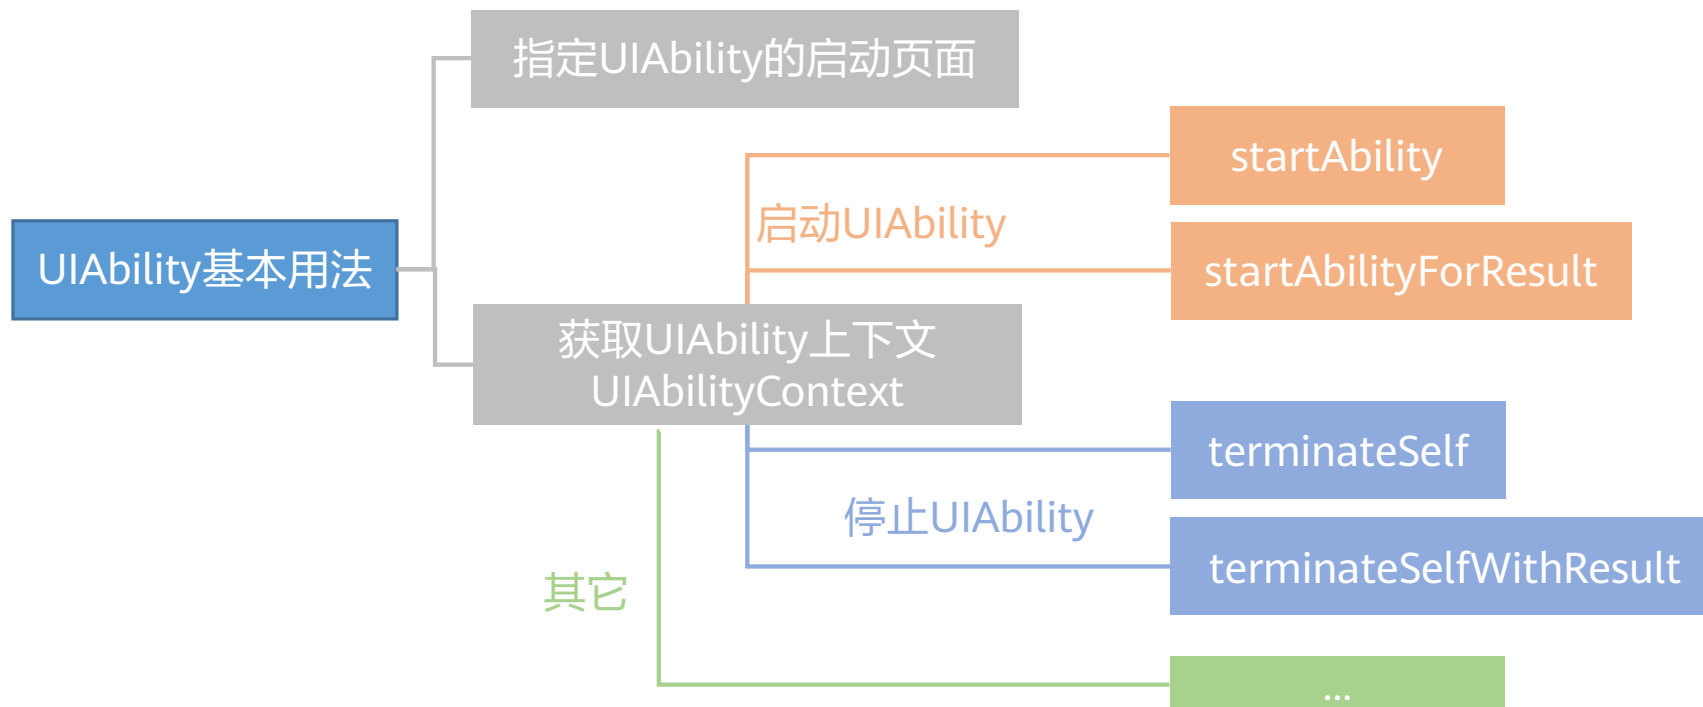 指定UIAbility的启动页面
startAbility
启动UIAbility
UIAbility基本用法
startAbilityForResult
获取UIAbility上下文
UIAbilityContext
terminateSelf
停止UIAbility
terminateSelfWithResult
其它
...